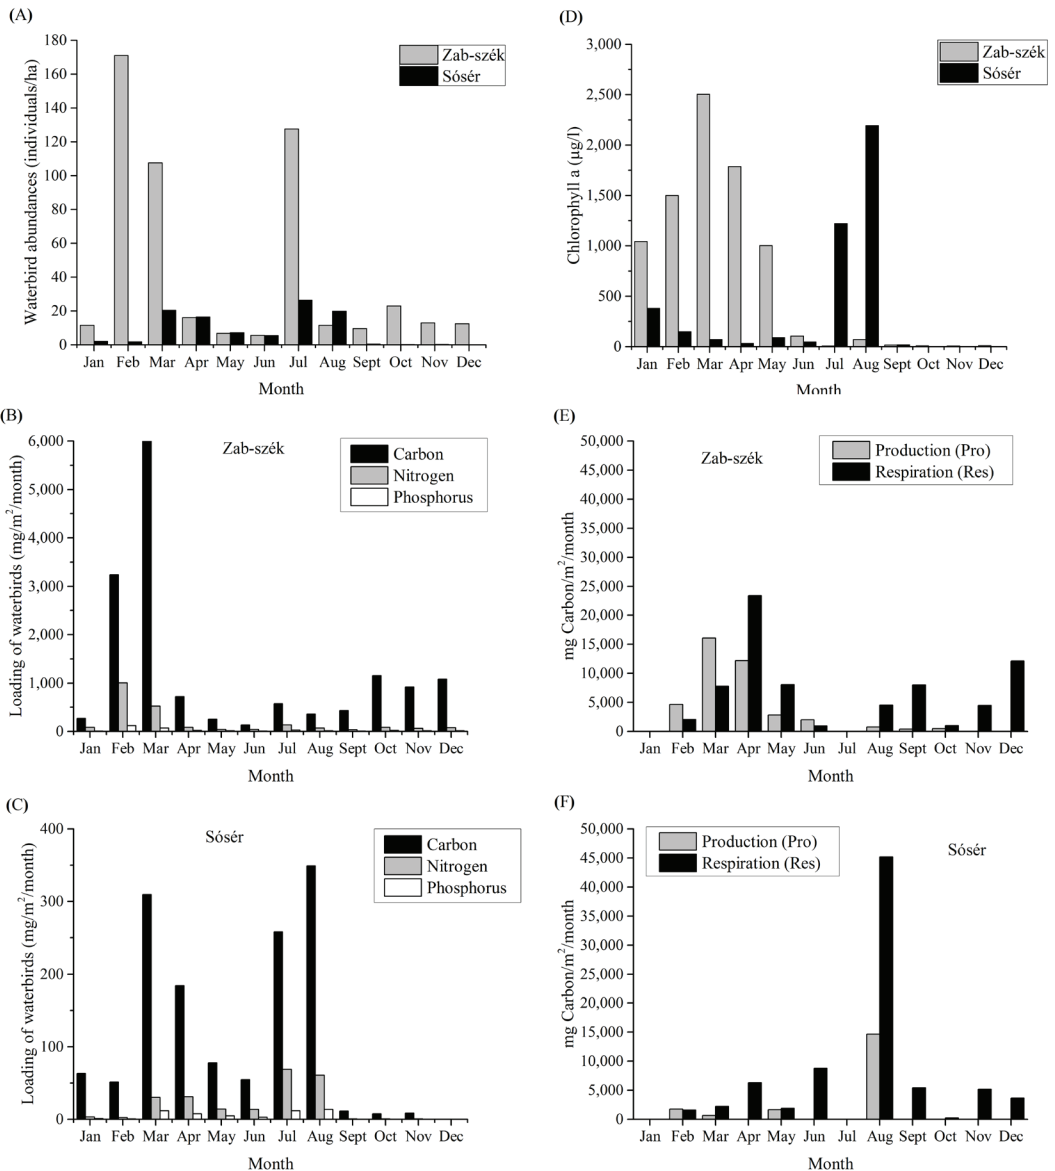 (A)
180
160
140
120
100
80
60
40
20
0
Waterbird abundances (individuals/ha)
Zab-szék
Sósér
Jan Feb Mar Apr May Jun Jul Aug Sept Oct Nov Dec
Month
(B)
Zab-szék
6,000
5,000
4,000
3,000
2,000
1,000
0
Loading of waterbirds (mg/m²/month)
Carbon
Nitrogen
Phosphorus
Jan Feb Mar Apr May Jun Jul Aug Sept Oct Nov Dec
Month
(C)
Sósér
400
300
200
100
0
Loading of waterbirds (mg/m²/month)
Carbon
Nitrogen
Phosphorus
Jan Feb Mar Apr May Jun Jul Aug Sept Oct Nov Dec
Month
(D)
3,000
2,500
2,000
1,500
1,000
500
0
Chlorophyll a (µg/l)
Zab-szék
Sósér
Jan Feb Mar Apr May Jun Jul Aug Sept Oct Nov Dec
Month
(E)
Zab-szék
50,000
45,000
40,000
35,000
30,000
25,000
20,000
15,000
10,000
5,000
0
mg Carbon/m²/month
Production (Pro)
Respiration (Res)
Jan Feb Mar Apr May Jun Jul Aug Sept Oct Nov Dec
Month
(F)
Sósér
50,000
45,000
40,000
35,000
30,000
25,000
20,000
15,000
10,000
5,000
0
mg Carbon/m²/month
Production (Pro)
Respiration (Res)
Jan Feb Mar Apr May Jun Jul Aug Sept Oct Nov Dec
Month